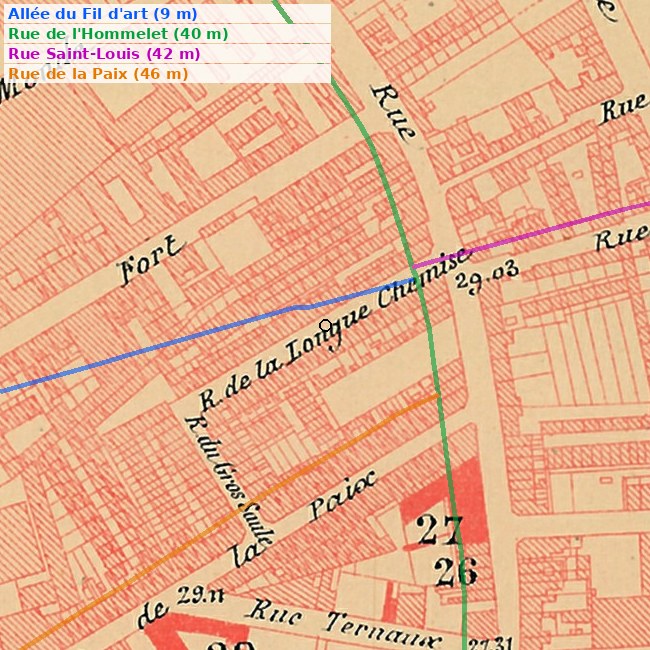 Allée du Fil d'art (9 m)
Rue de l'Hommelet (40 m)
Rue Saint-Louis (42 m)
Rue de la Paix (46 m)
Rue
Rue
Fort
Rue
29.03
R. de la Longue Chemise
R. du Gros Saule
Paix
la
de
27
26
29.11
Rue Ternaux
27.31